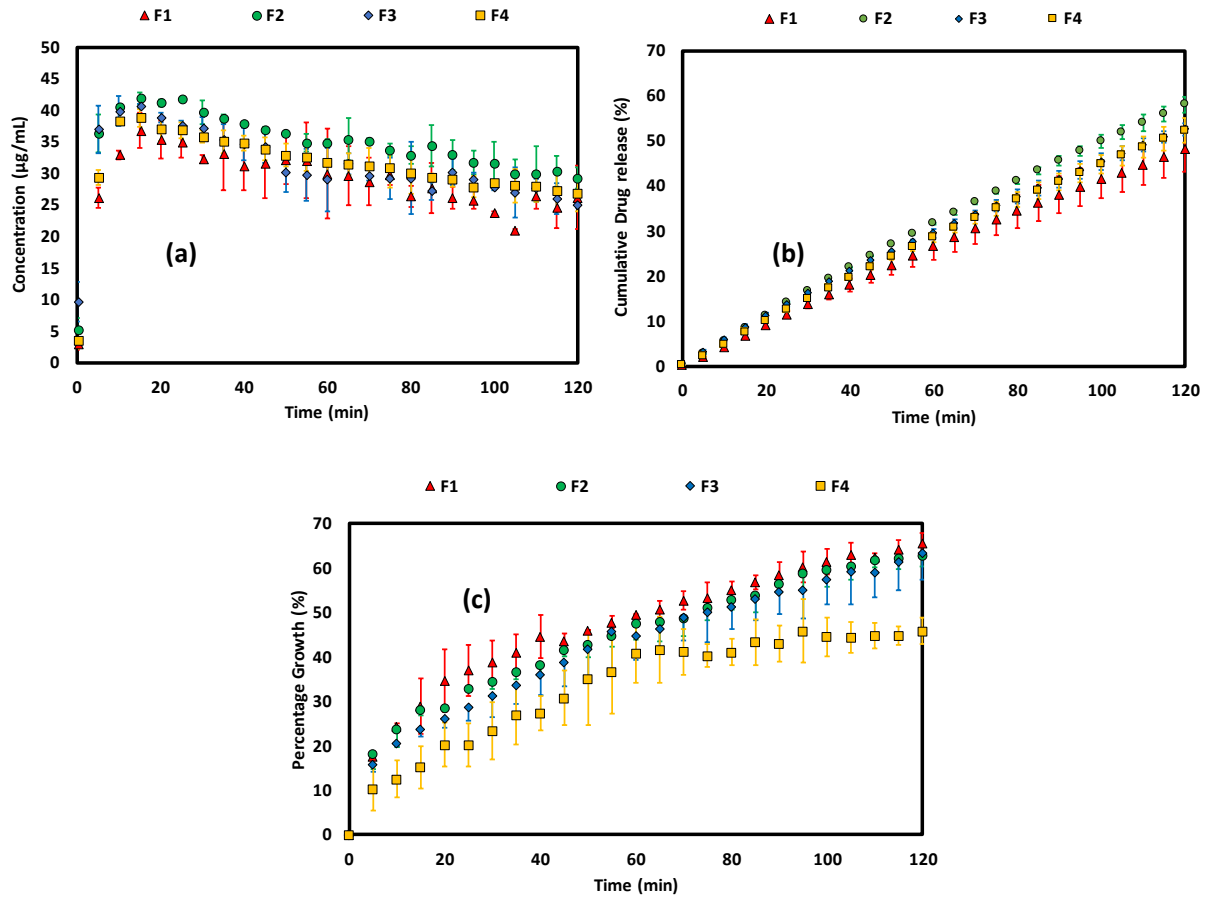 F1 F2 F3 F4
50
45
40
35
30
25
20
15
10
5
0
Concentration (µg/mL)
(a)
0 20 40 60 80 100 120
Time (min)
F1 F2 F3 F4
70
60
50
40
30
20
10
0
Cumulative Drug release (%)
(b)
0 20 40 60 80 100 120
Time (min)
F1 F2 F3 F4
70
60
50
40
30
20
10
0
Percentage Growth (%)
(c)
0 20 40 60 80 100 120
Time (min)